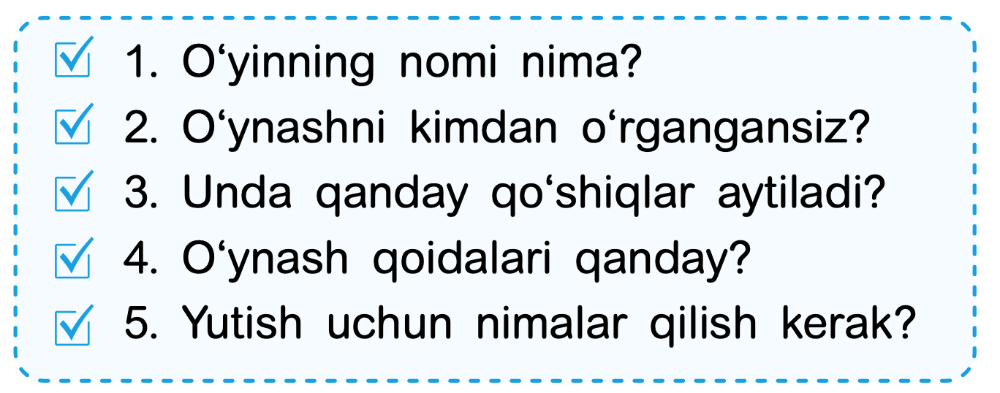 1. O‘yinning nomi nima?
2. O‘ynashni kimdan o‘rgangansiz?
3. Unda qanday qo‘shiqlar aytiladi?
4. O‘ynash qoidalari qanday?
5. Yutish uchun nimalar qilish kerak?